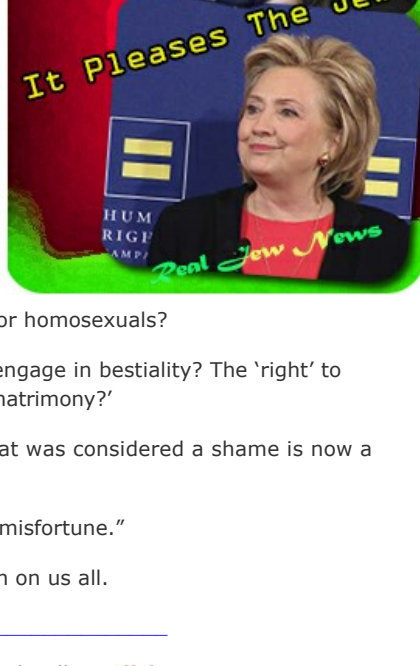 It Pleases The
HUM
RIG
Real Jew News
or homosexuals?
engage in bestiality? The ‘right’ to
matrimony?’
at was considered a shame is now a
misfortune.”
n on us all.